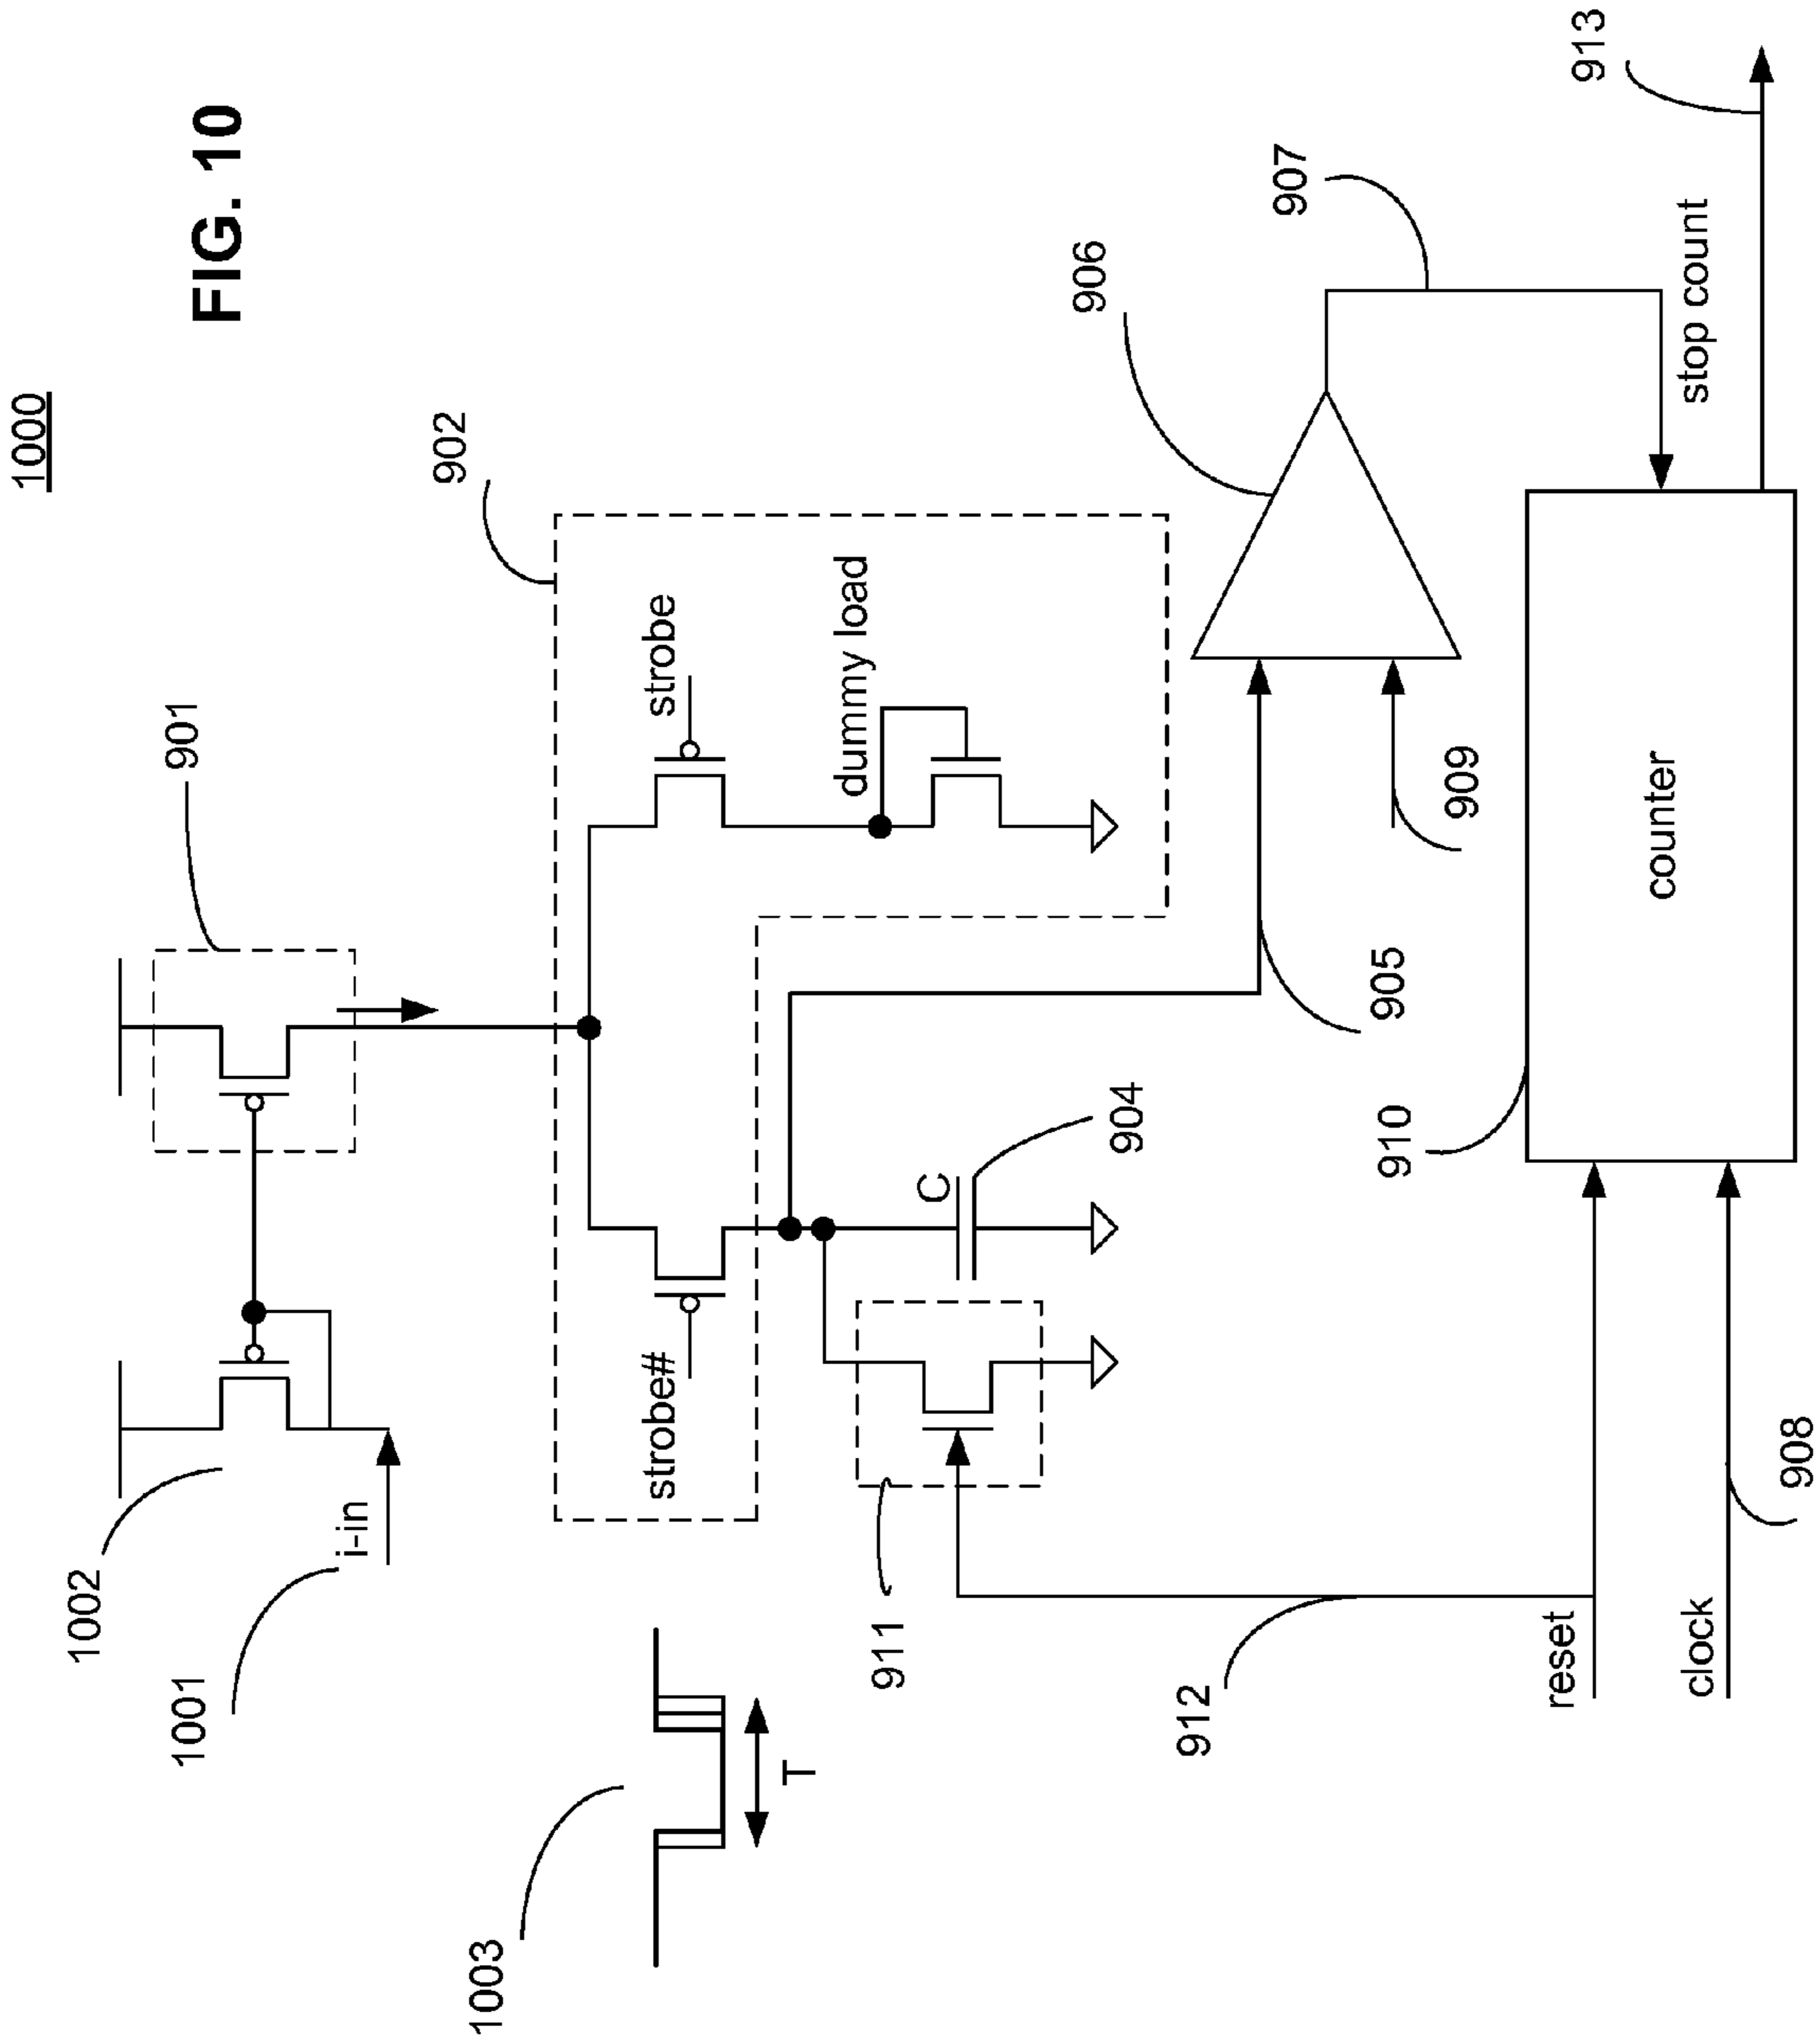 1000
FIG. 10
1002
1001
i-in
901
902
1003
T
strobe#
strobe
dummy load
911
C
904
905
906
907
909
912
reset
clock
908
910
counter
stop count
913